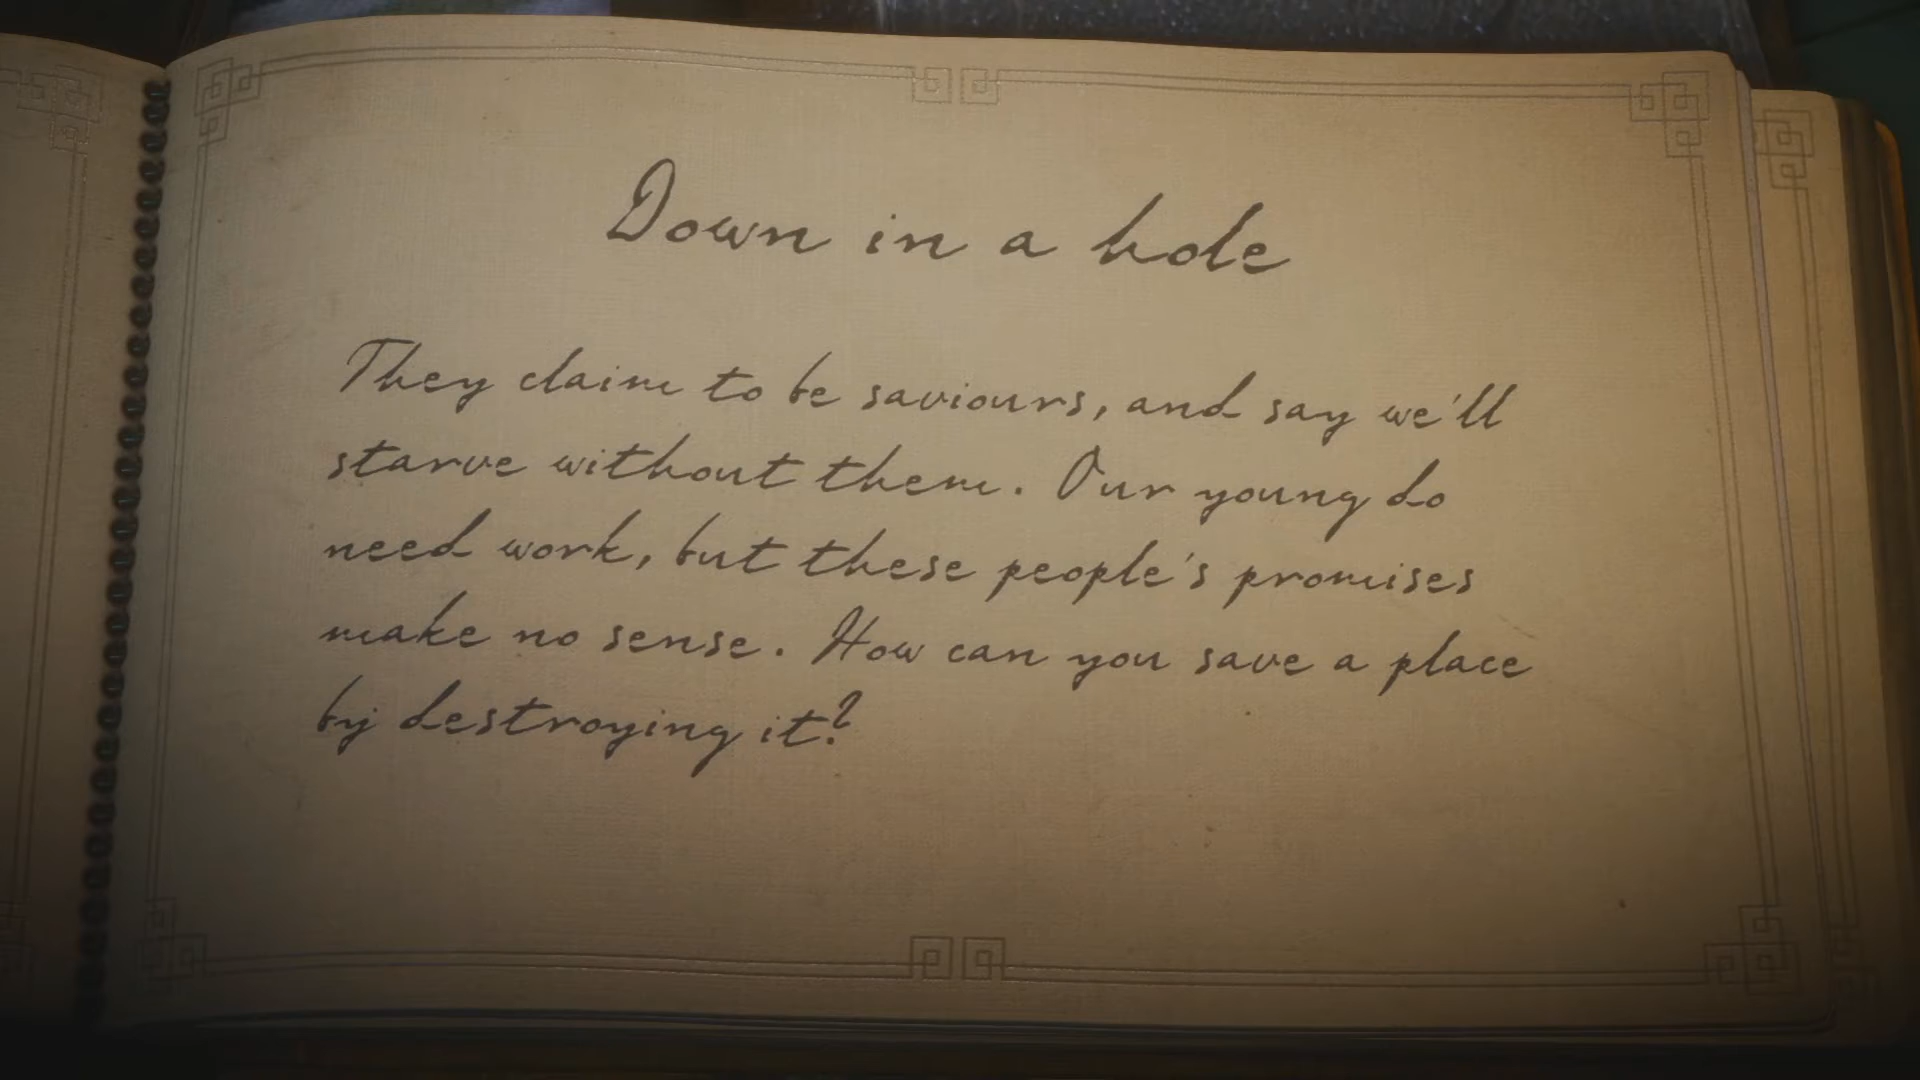 Down in a hole
They claim to be saviours, and say we'll
starve without them. Our young do
need work, but these people's promises
make no sense. How can you save a place
by destroying it?